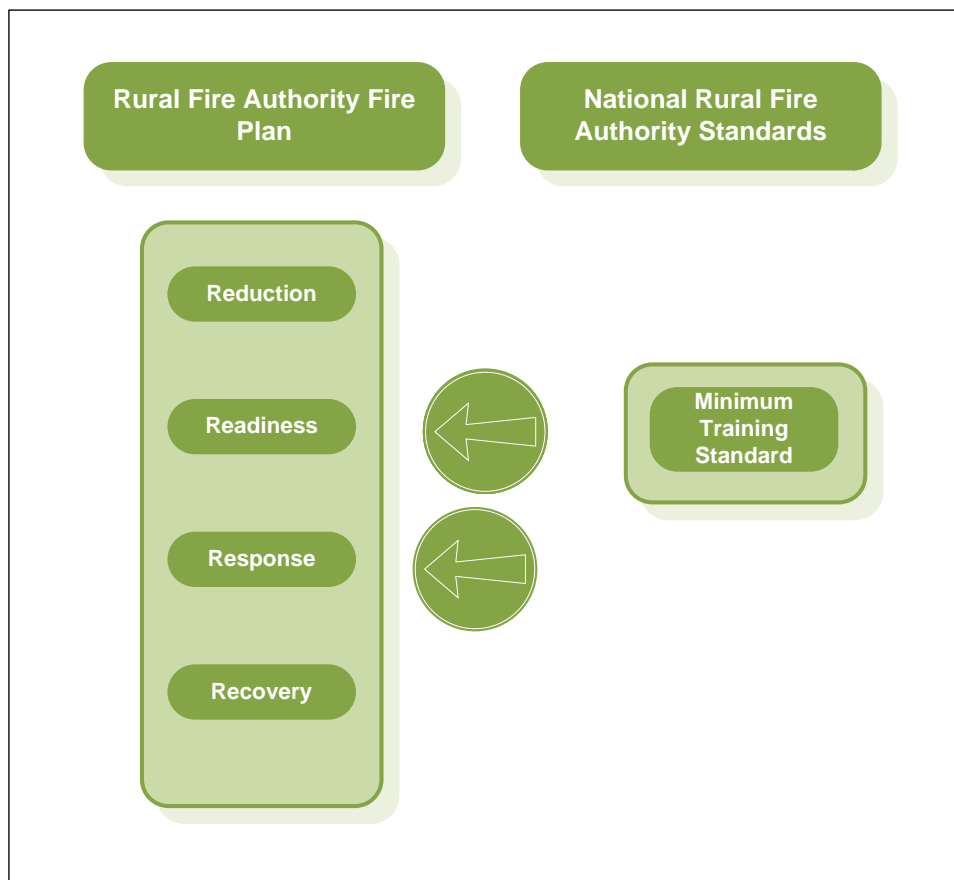 Rural Fire Authority Fire
Plan
National Rural Fire
Authority Standards
Reduction
Readiness
Response
Recovery
Minimum
Training
Standard